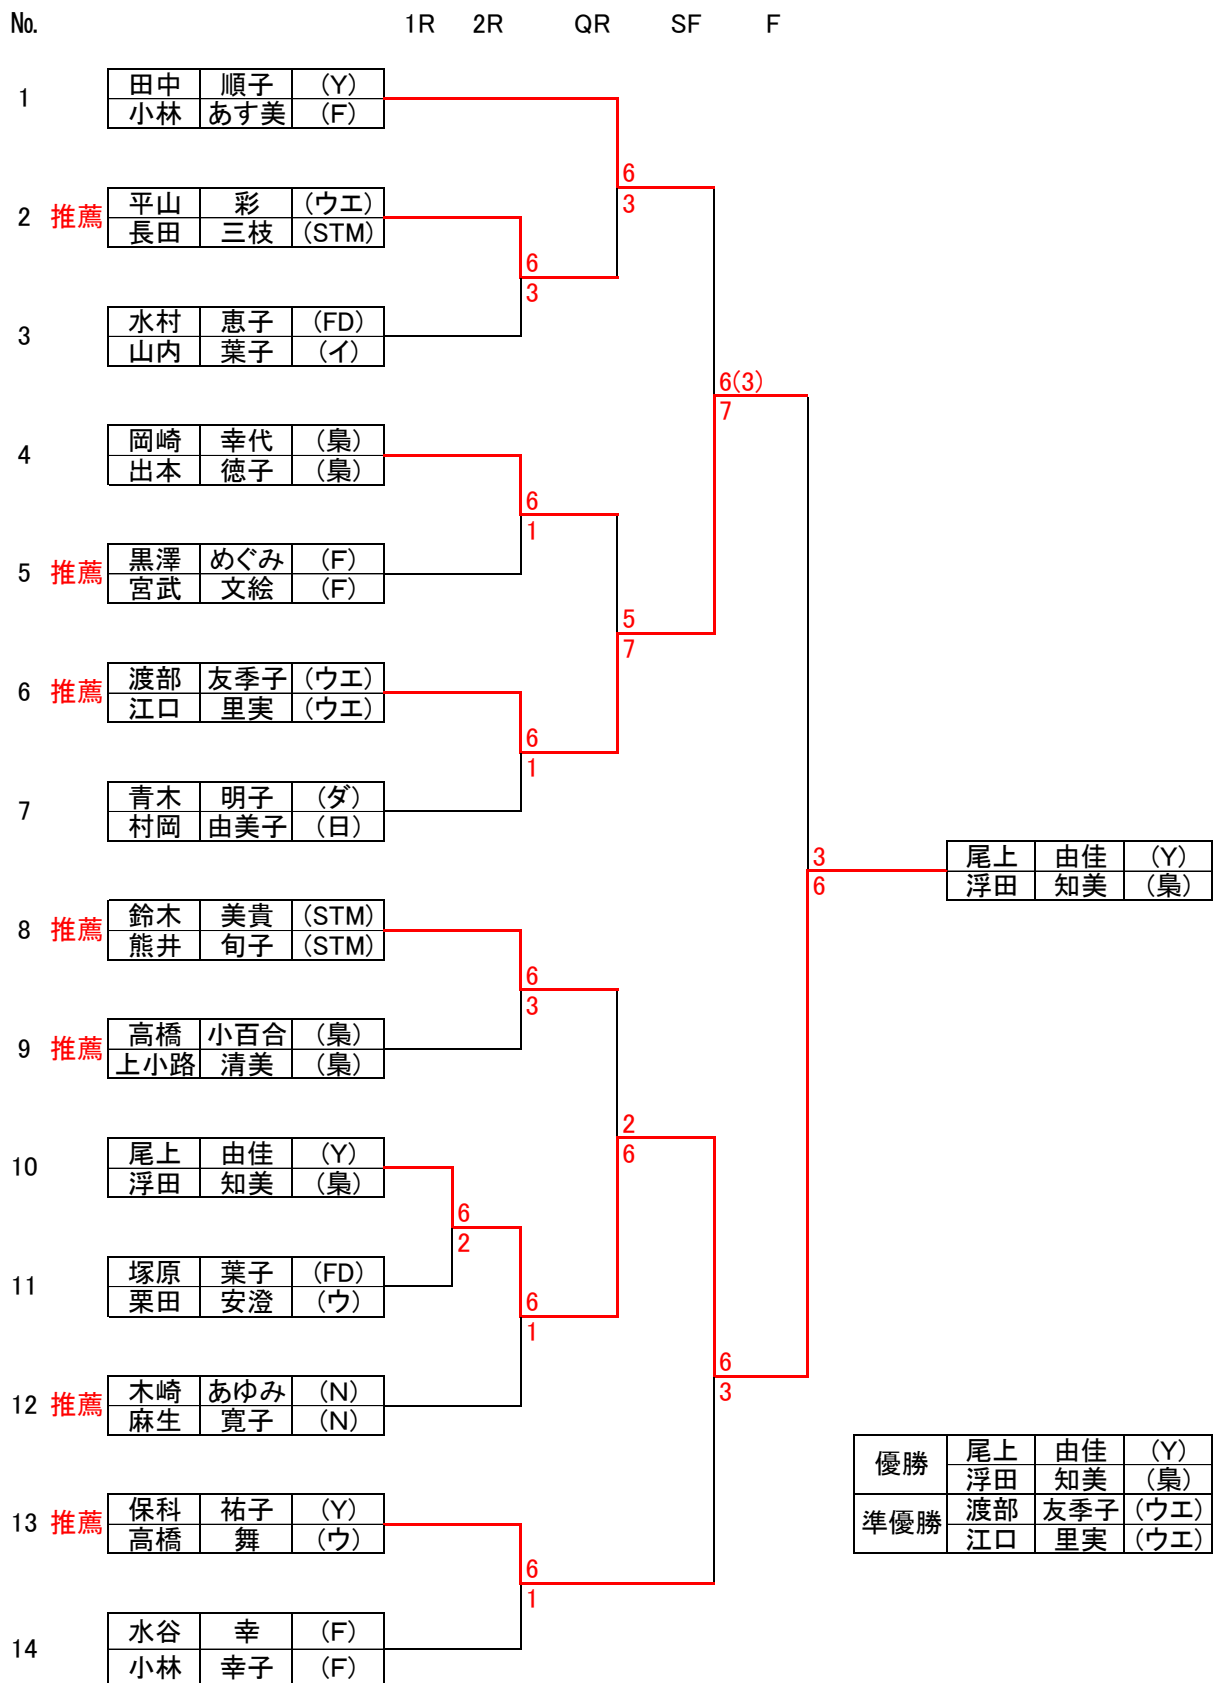 No. 1R 2R QR SF F
田中 順子 (Y)
1
小林 あす美 (F)
6
3
平山 彩 (ウエ)
2 推薦
長田 三枝 (STM)
6
3
水村 恵子 (FD)
3
山内 葉子 (イ)
6(3)
7
岡崎 幸代 (梟)
4
出本 徳子 (梟)
6
1
黒澤 めぐみ (F)
5 推薦
宮武 文絵 (F)
5
7
渡部 友季子 (ウエ)
6 推薦
江口 里実 (ウエ)
6
1
青木 明子 (ダ)
7
村岡 由美子 (日)
3 尾上 由佳 (Y)
6 浮田 知美 (梟)
鈴木 美貴 (STM)
8 推薦
熊井 旬子 (STM)
6
3
高橋 小百合 (梟)
9 推薦
上小路 清美 (梟)
2
6
尾上 由佳 (Y)
10
浮田 知美 (梟)
6
2
塚原 葉子 (FD)
11
栗田 安澄 (ウ)
6
1
6
3
木崎 あゆみ (N)
12 推薦
麻生 寛子 (N)
優勝 尾上 由佳 (Y)
浮田 知美 (梟)
保科 祐子 (Y)
13 推薦
高橋 舞 (ウ)
準優勝 渡部 友季子 (ウエ)
江口 里実 (ウエ)
6
1
水谷 幸 (F)
14
小林 幸子 (F)